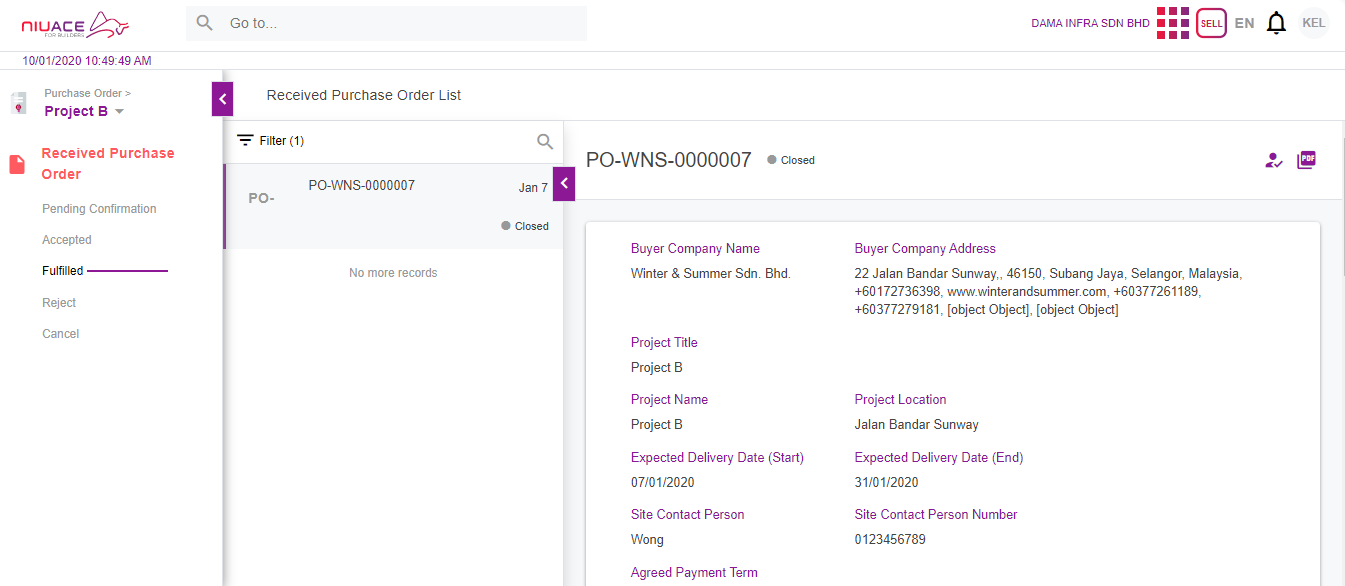 NIUACE
FOR BUILDERS
Go to...
DAMA INFRA SDN BHD
SELL
EN
KEL
10/01/2020 10:49:49 AM
Purchase Order >
Project B
Received Purchase
Order
Pending Confirmation
Accepted
Fulfilled
Reject
Cancel
Received Purchase Order List
Filter (1)
PO-
PO-WNS-0000007
Jan 7
Closed
No more records
PO-WNS-0000007
Closed
PDF
Buyer Company Name
Winter & Summer Sdn. Bhd.
Buyer Company Address
22 Jalan Bandar Sunway,, 46150, Subang Jaya, Selangor, Malaysia,
+60172736398, www.winterandsummer.com, +60377261189,
+60377279181, [object Object], [object Object]
Project Title
Project B
Project Name
Project B
Project Location
Jalan Bandar Sunway
Expected Delivery Date (Start)
07/01/2020
Expected Delivery Date (End)
31/01/2020
Site Contact Person
Wong
Site Contact Person Number
0123456789
Agreed Payment Term